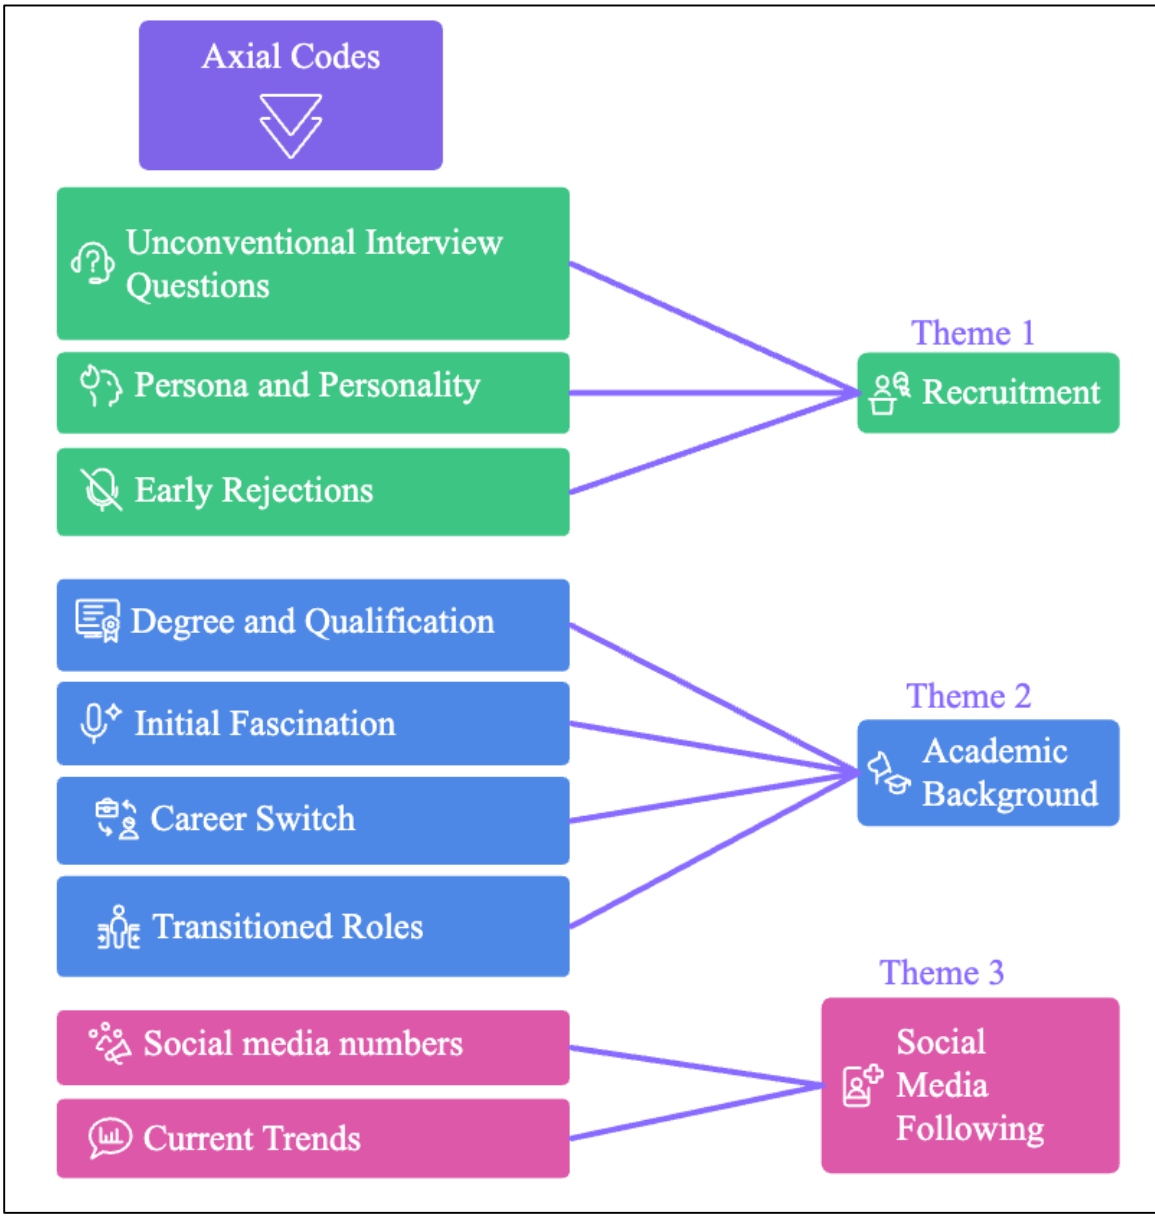 Axial Codes
Unconventional Interview
Questions
Persona and Personality
Early Rejections
Theme 1
Recruitment
Degree and Qualification
Initial Fascination
Career Switch
Transitioned Roles
Theme 2
Academic
Background
Social media numbers
Current Trends
Theme 3
Social
Media
Following